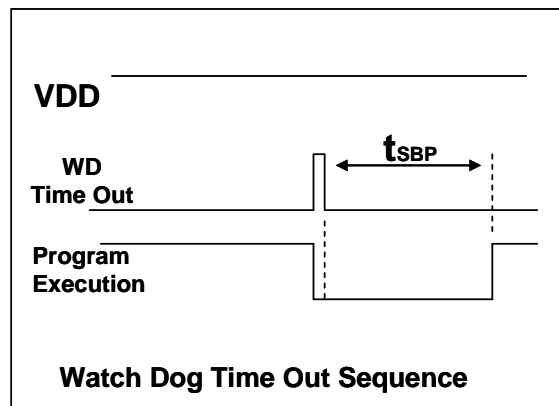 VDD
tSBP
WD
Time Out
Program
Execution
Watch Dog Time Out Sequence